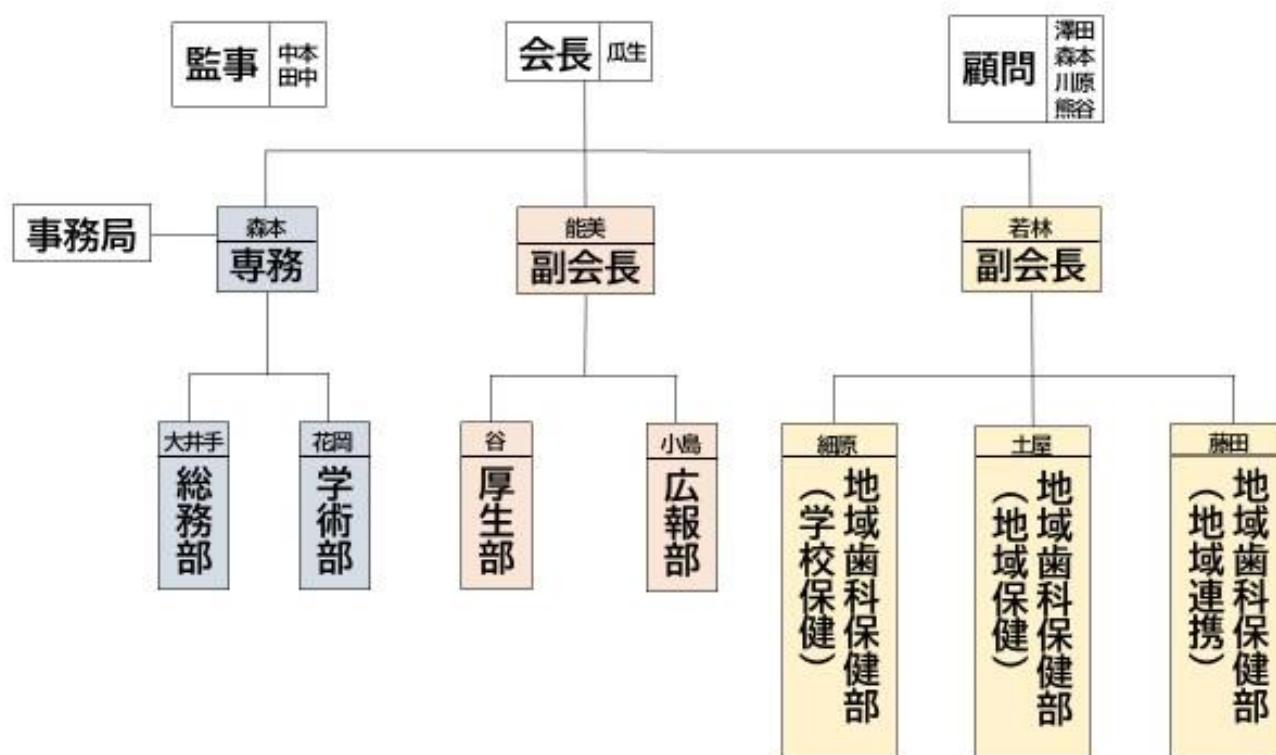 監事
中本
田中
会長
瓜生
顧問
澤田
森本
川原
熊谷
事務局
森本
専務
能美
副会長
若林
副会長
大井手
総務部
花岡
学術部
谷
厚生部
小島
広報部
細原
地域歯科保健部
（学校保健）
土屋
地域歯科保健部
（地域保健）
藤田
地域歯科保健部
（地域連携）